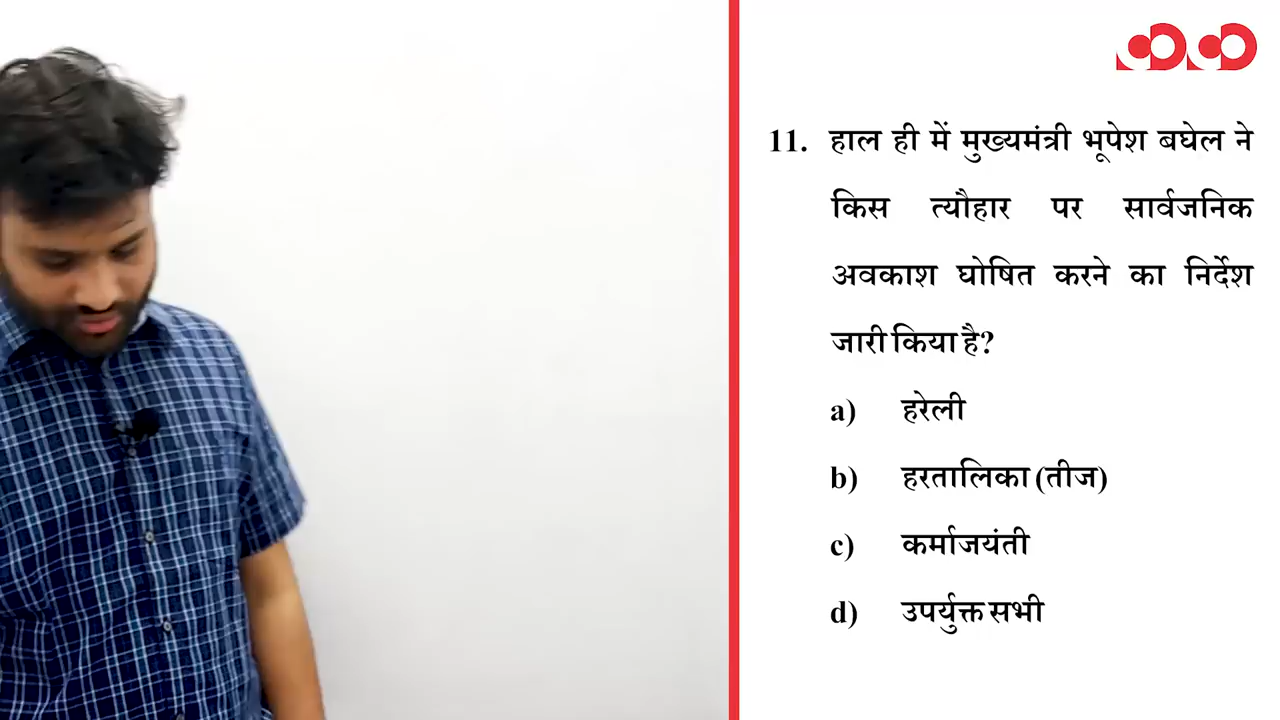 11. हाल ही में मुख्यमंत्री भूपेश बघेल ने
किस त्यौहार पर सार्वजनिक
अवकाश घोषित करने का निर्देश
जारी किया है?
a) हरेली
b) हरतालिका (तीज)
c) कर्माजयंती
d) उपर्युक्त सभी